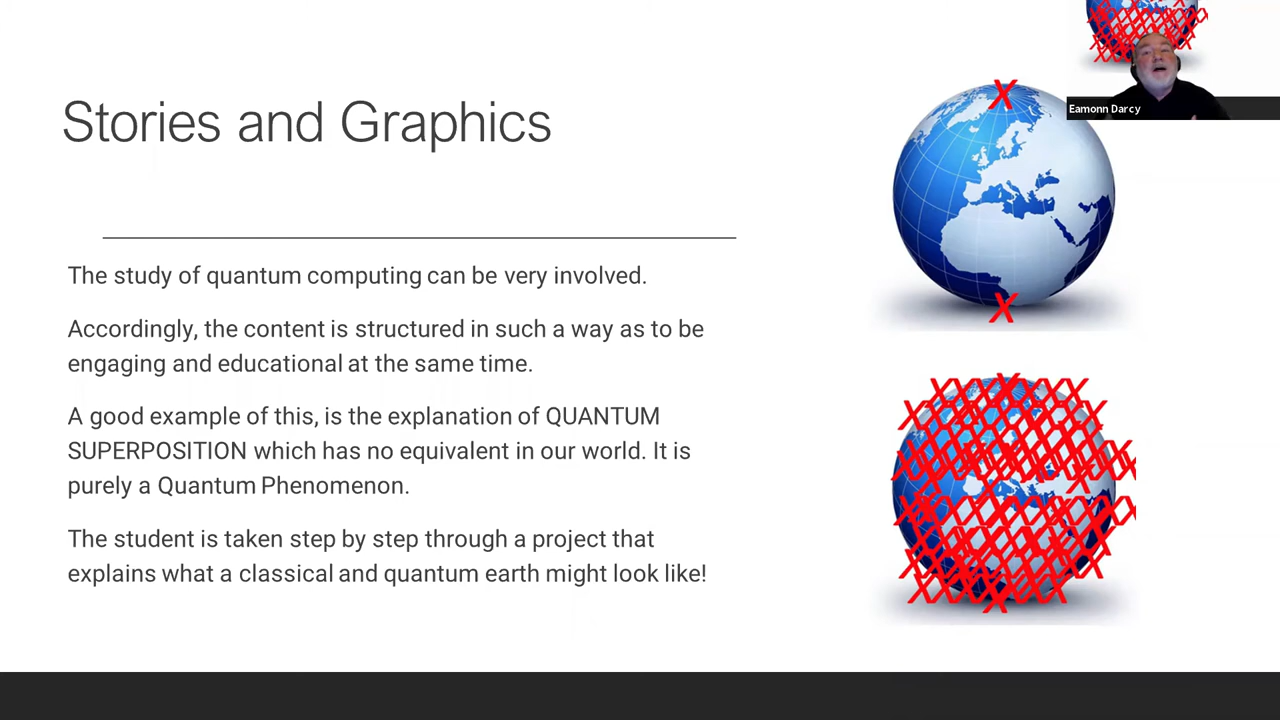 Stories and Graphics
Eamonn Darcy
X
X
The study of quantum computing can be very involved.
Accordingly, the content is structured in such a way as to be
engaging and educational at the same time.
A good example of this, is the explanation of QUANTUM
SUPERPOSITION which has no equivalent in our world. It is
purely a Quantum Phenomenon.
The student is taken step by step through a project that
explains what a classical and quantum earth might look like!